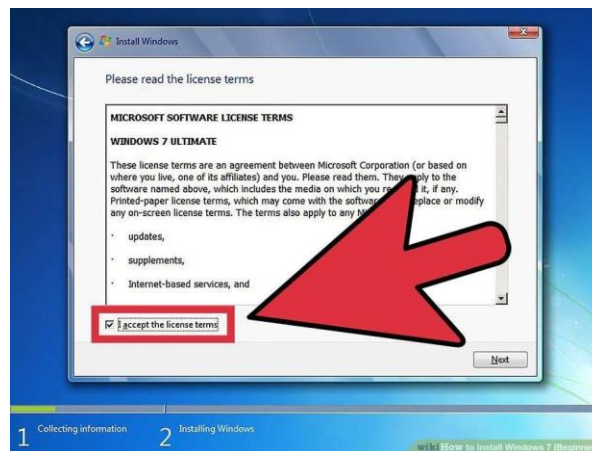 Install Windows
Please read the license terms
MICROSOFT SOFTWARE LICENSE TERMS
WINDOWS 7 ULTIMATE
These license terms are an agreement between Microsoft Corporation (or based on
where you live, one of its affiliates) and you. Please read them. They apply to the
software named above, which includes the media on which you it, if any.
Printed-paper license terms, which may come with the software, replace or modify
any on-screen license terms. The terms also apply to any
· updates,
· supplements,
· Internet-based services, and
I accept the license terms
Next
1 Collecting information 2 Installing Windows
wikiHow to Install Windows 7 (Beginner